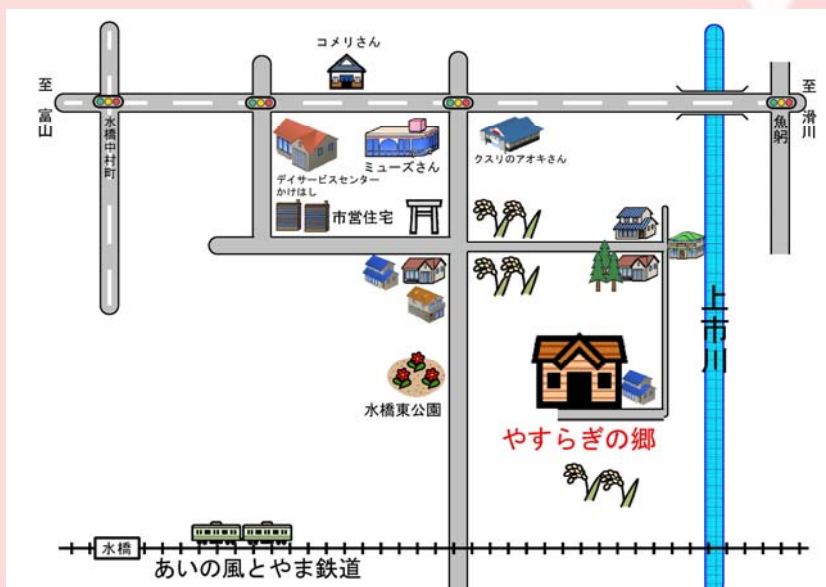 コメリさん
至 富山
至 滑川
水橋中村町
魚躬
デイサービスセンター
かけはし
ミューズさん
クスリのアオキさん
市営住宅
上市川
水橋東公園
やすらぎの郷
水橋
あいの風とやま鉄道